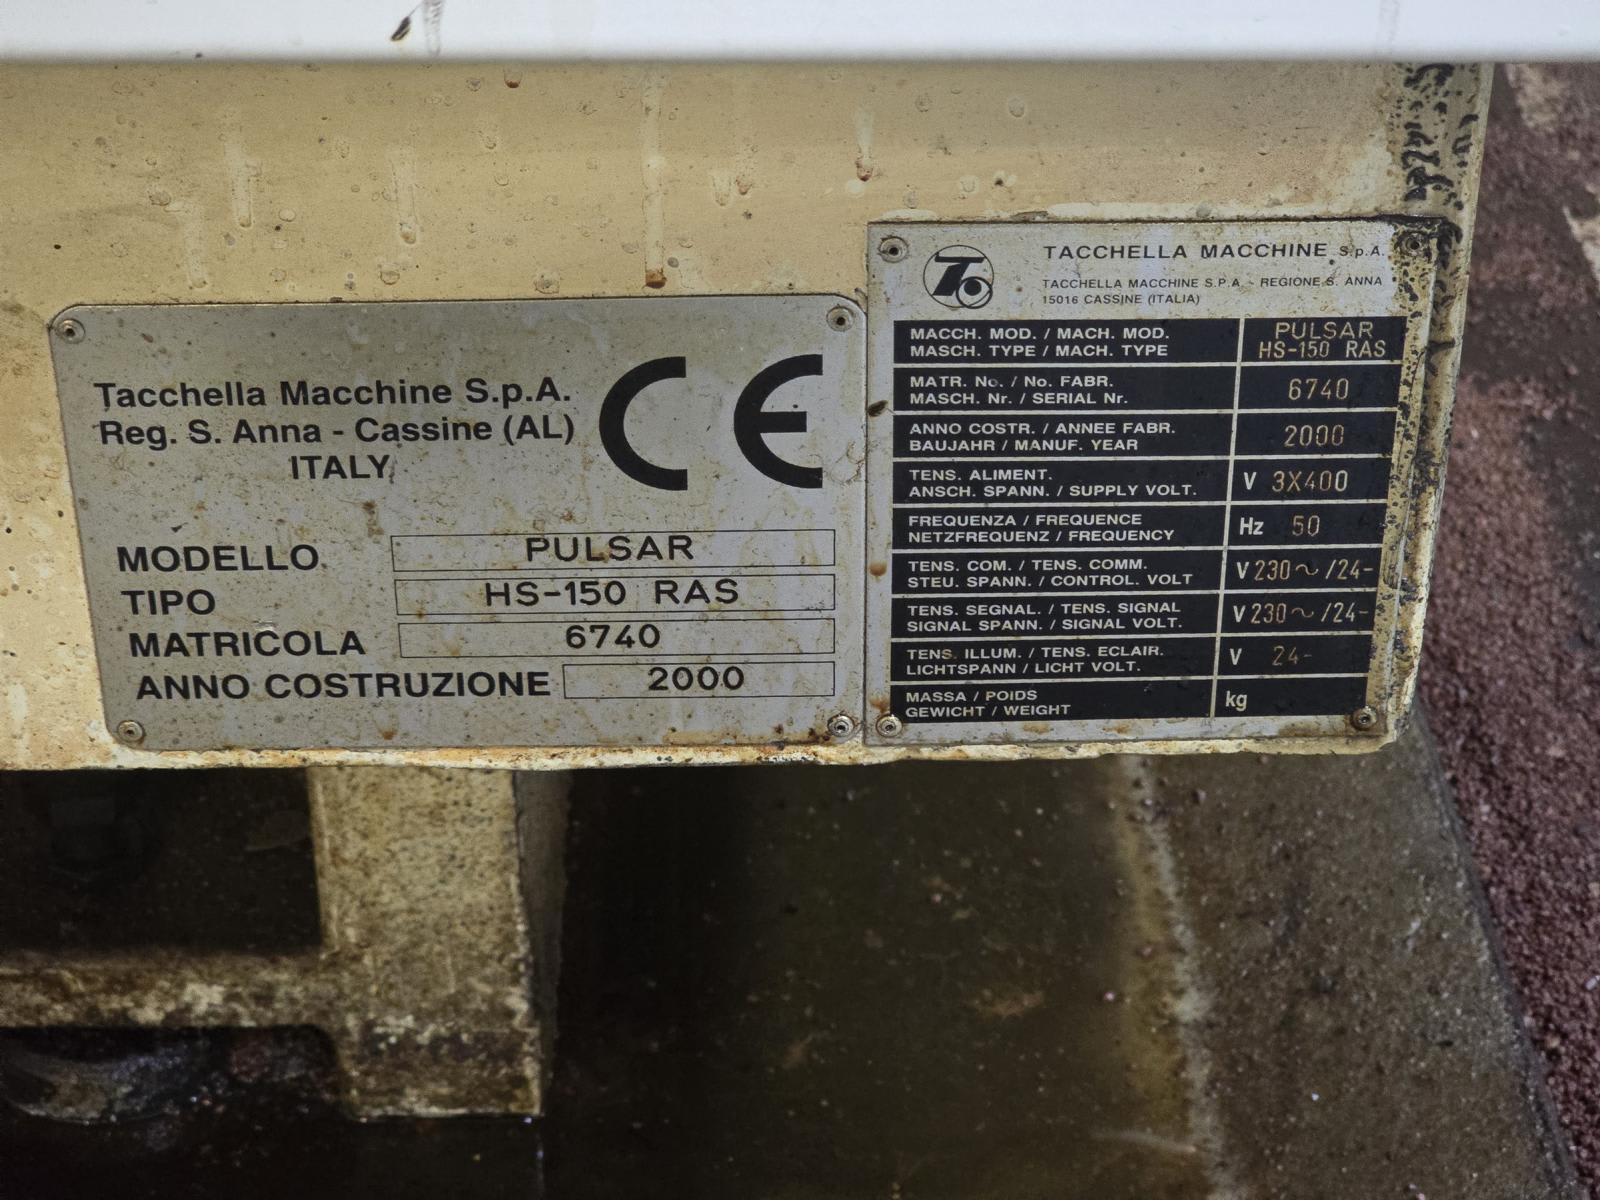 Tacchella Macchine S.p.A.
Reg. S. Anna - Cassine (AL)
ITALY
CE
MODELLO PULSAR
TIPO HS-150 RAS
MATRICOLA 6740
ANNO COSTRUZIONE 2000
TACCHELLA MACCHINE S.p.A.
TACCHELLA MACCHINE S.P.A - REGIONE S. ANNA
15016 CASSINE (ITALIA)
MACCH. MOD. / MACH. MOD. PULSAR
MASCH. TYPE / MACH. TYPE HS-150 RAS
MATR. No. / No. FABR.
MASCH. Nr. / SERIAL Nr. 6740
ANNO COSTR. / ANNEE FABR.
BAUJAHR / MANUF. YEAR 2000
TENS. ALIMENT.
ANSCH. SPANN. / SUPPLY VOLT. V 3X400
FREQUENZA / FREQUENCE
NETZFREQUENZ / FREQUENCY Hz 50
TENS. COM. / TENS. COMM.
STEU. SPANN. / CONTROL. VOLT V 230~/24-
TENS. SEGNAL. / TENS. SIGNAL
SIGNAL SPANN. / SIGNAL VOLT. V 230~/24-
TENS. ILLUM. / TENS. ECLAIR.
LICHTSPANN / LICHT VOLT. V 24-
MASSA / POIDS
GEWICHT / WEIGHT kg